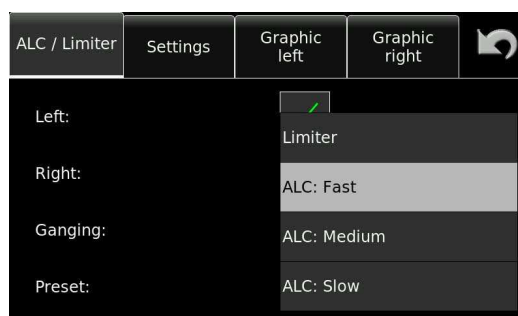 ALC / Limiter
Settings
Graphic
left
Graphic
right
Left:
Limiter
Right:
ALC: Fast
Ganging:
ALC: Medium
Preset:
ALC: Slow